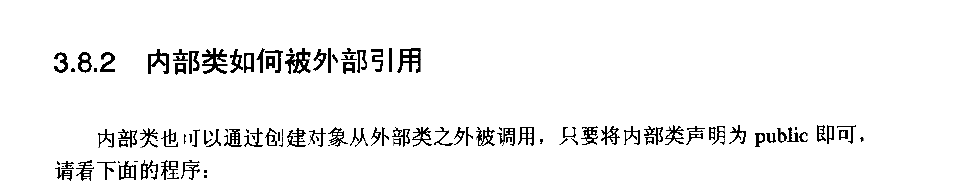 3.8.2 内部类如何被外部引用
内部类也可以通过创建对象从外部类之外被调用，只要将内部类声明为 public 即可，
请看下面的程序：